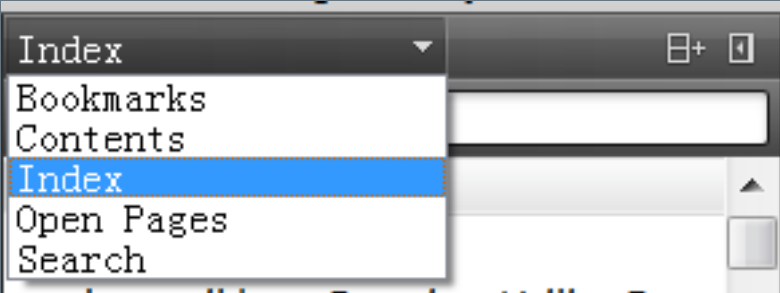 Index
Bookmarks
Contents
Index
Open Pages
Search